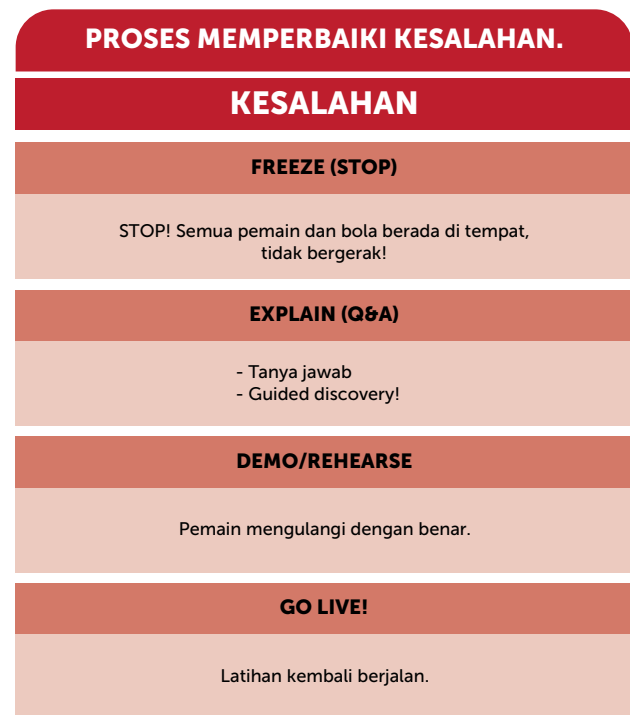 PROSES MEMPERBAIKI KESALAHAN.
KESALAHAN
FREEZE (STOP)
STOP! Semua pemain dan bola berada di tempat,
tidak bergerak!
EXPLAIN (Q&A)
- Tanya jawab
- Guided discovery!
DEMO/REHEARSE
Pemain mengulangi dengan benar.
GO LIVE!
Latihan kembali berjalan.